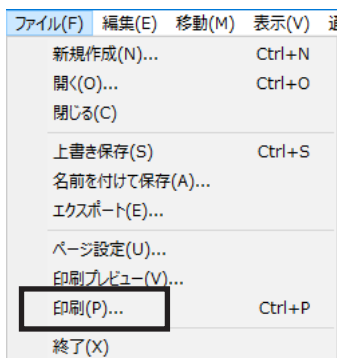 ファイル(F) 編集(E) 移動(M) 表示(V)
新規作成(N)... Ctrl+N
開く(O)... Ctrl+O
閉じる(C)
上書き保存(S) Ctrl+S
名前を付けて保存(A)...
エクスポート(E)...
ページ設定(U)...
印刷プレビュー(V)...
印刷(P)... Ctrl+P
終了(X)